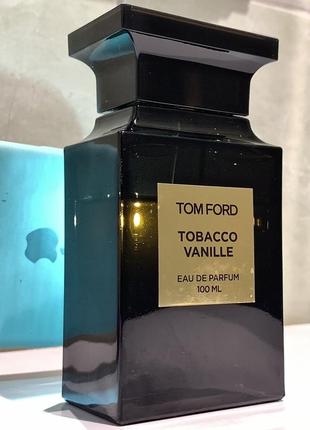 TOM FORD
TOBACCO
VANILLE
EAU DE PARFUM
100 ML